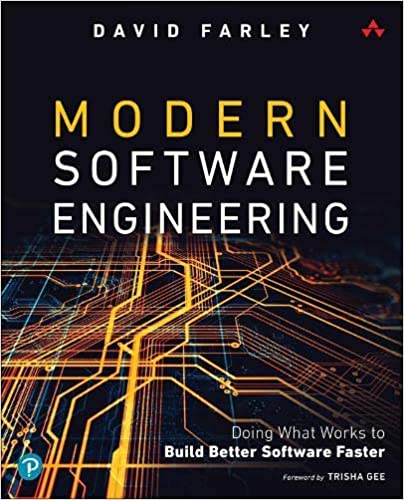 DAVID FARLEY
MODERN
SOFTWARE
ENGINEERING
Doing What Works to
Build Better Software Faster
Foreword by TRISHA GEE
P